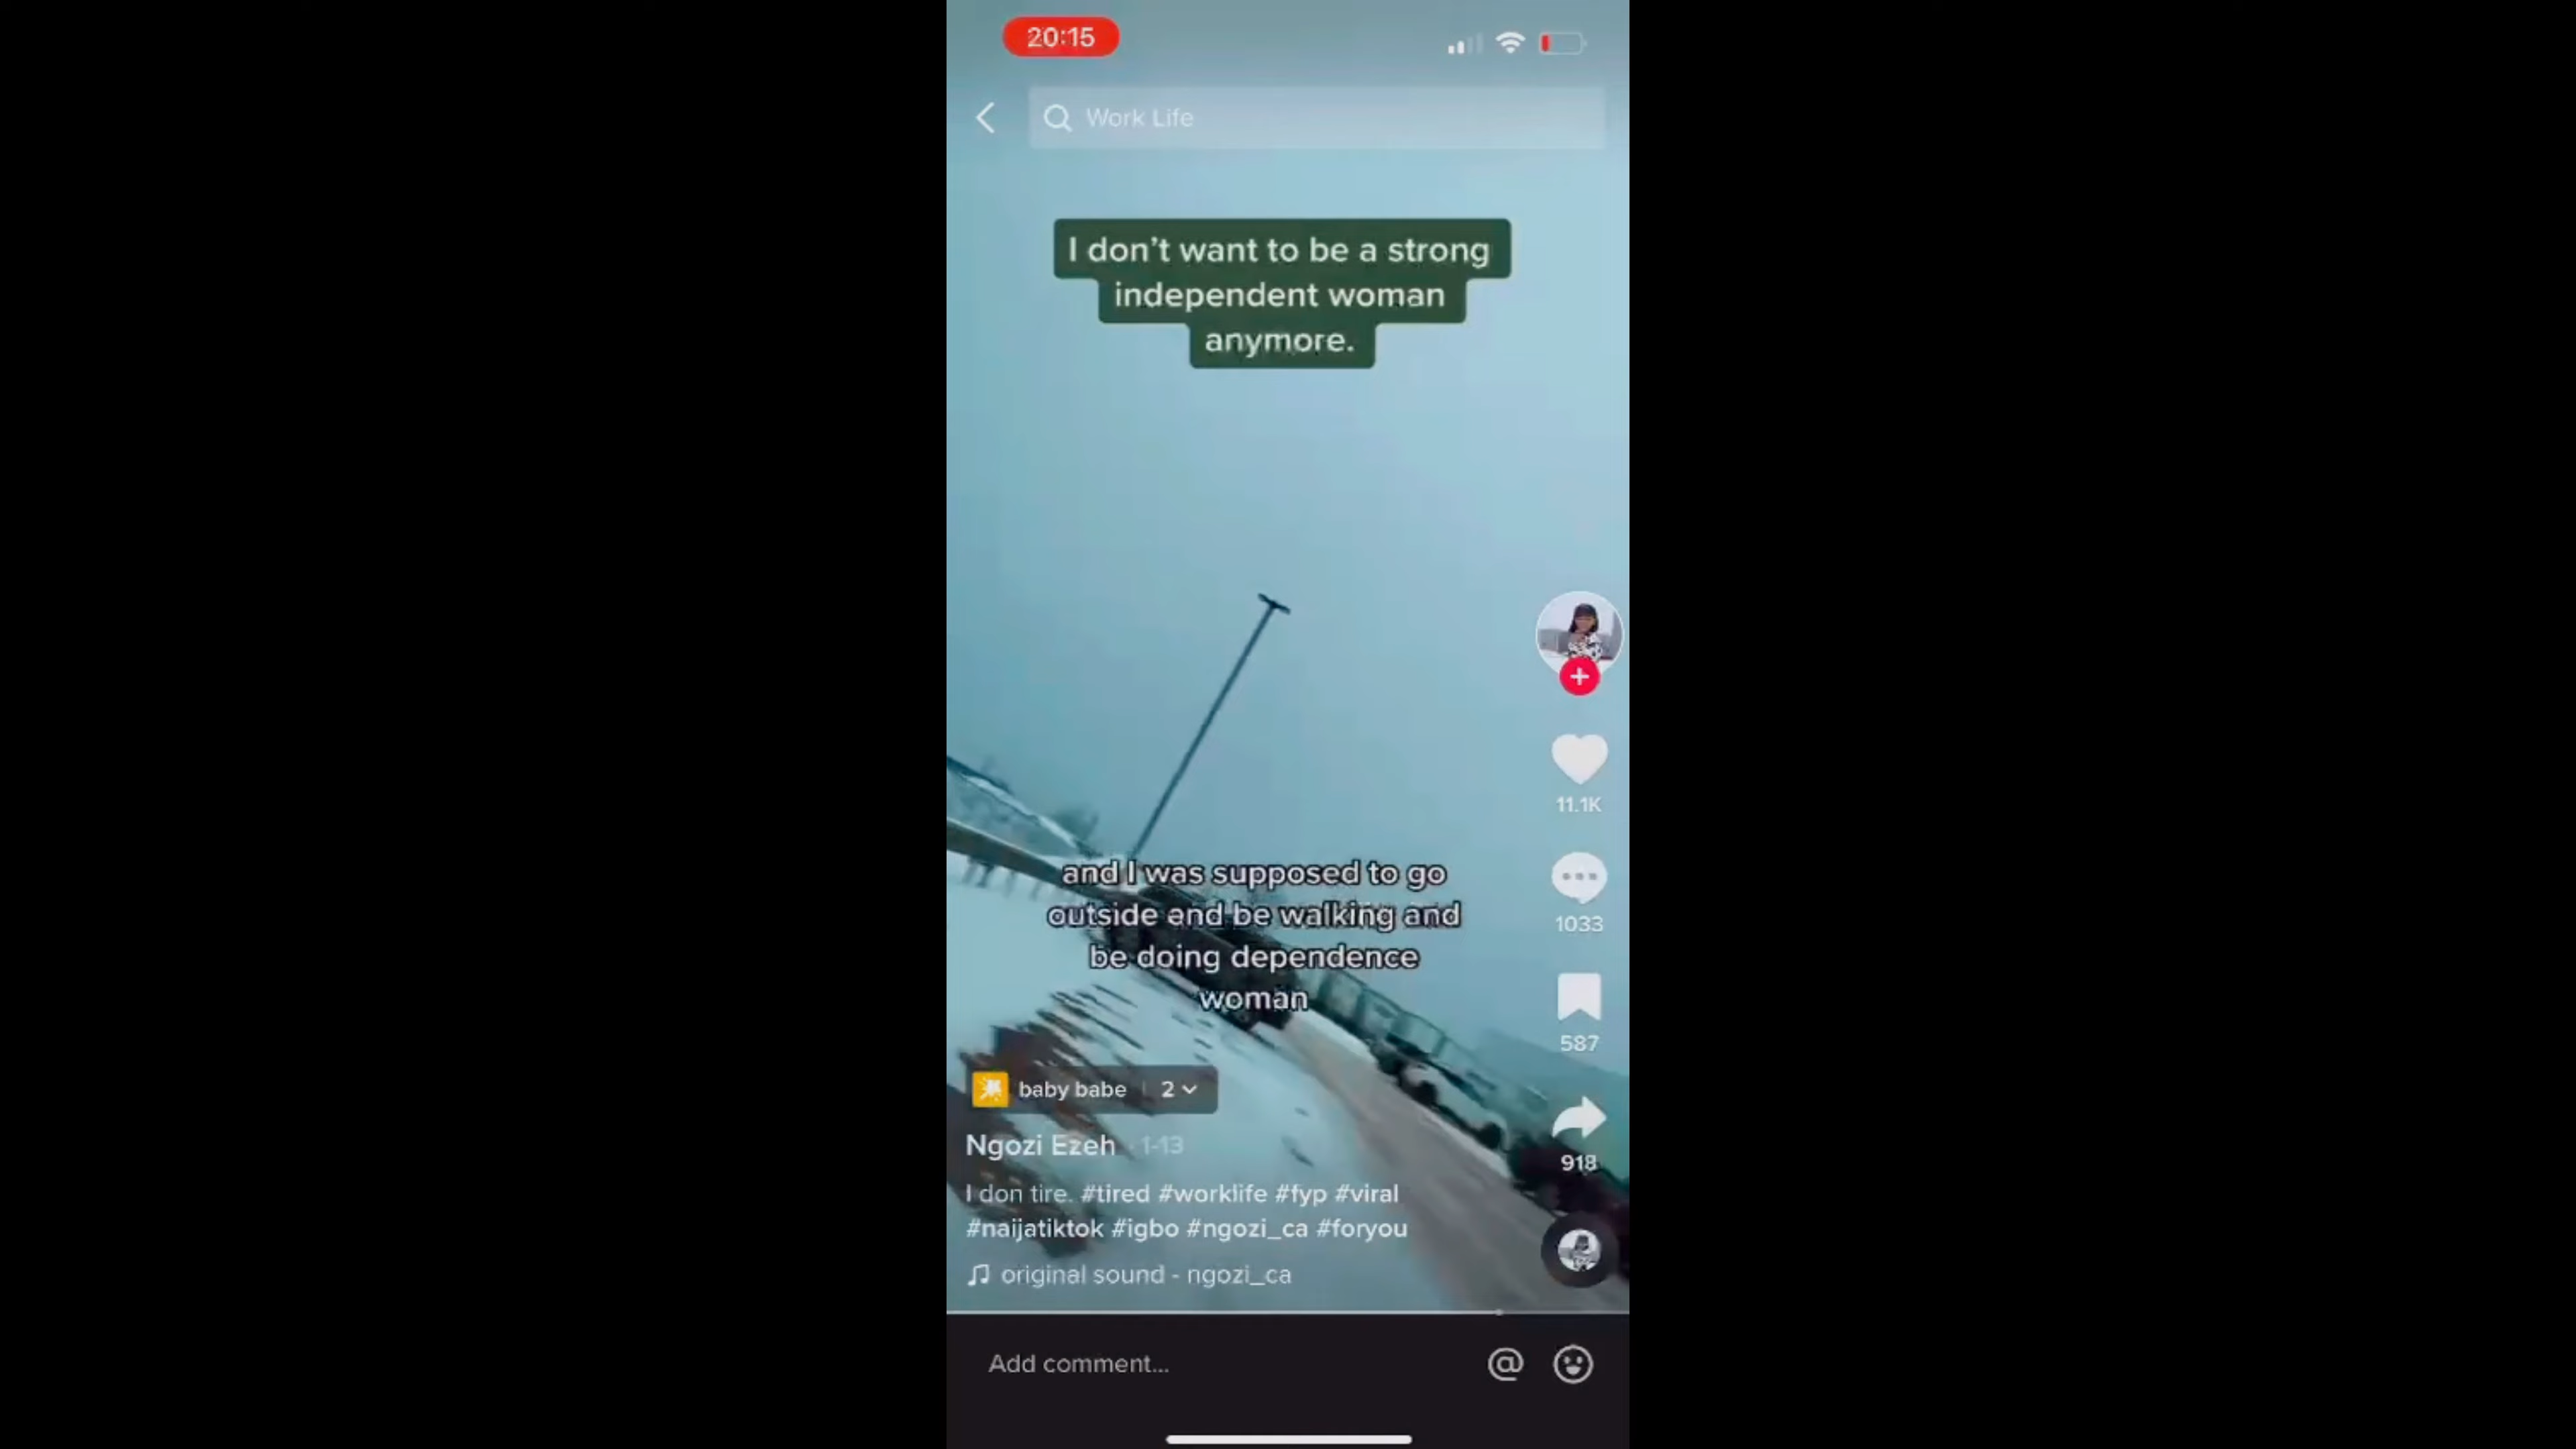 20:15
Work Life
I don't want to be a strong
independent woman
anymore.
11.1K
and I was supposed to go
outside and be walking and
be doing dependence
woman
1033
587
baby babe | 2
Ngozi Ezeh · 1-13
918
I don tire. #tired #worklife #fyp #viral
#naijatiktok #igbo #ngozi_ca #foryou
original sound - ngozi_ca
Add comment...